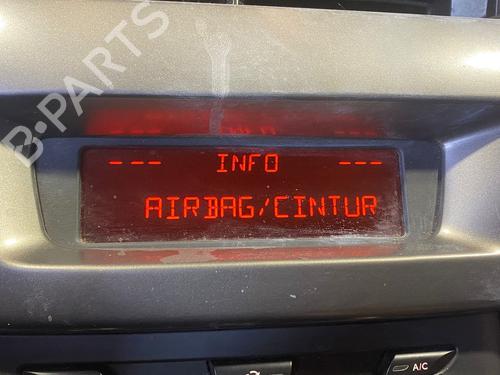 B-PARTS
--- INFO ---
AIRBAG/CINTUR
A/C